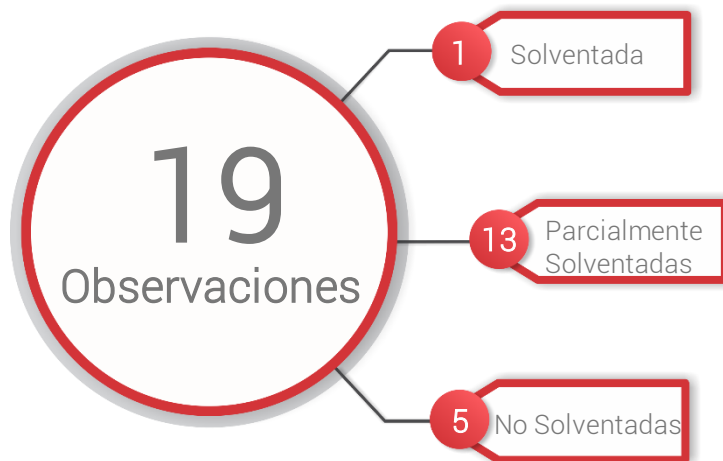 19
Observaciones
1
Solventada
13
Parcialmente
Solventadas
5
No Solventadas